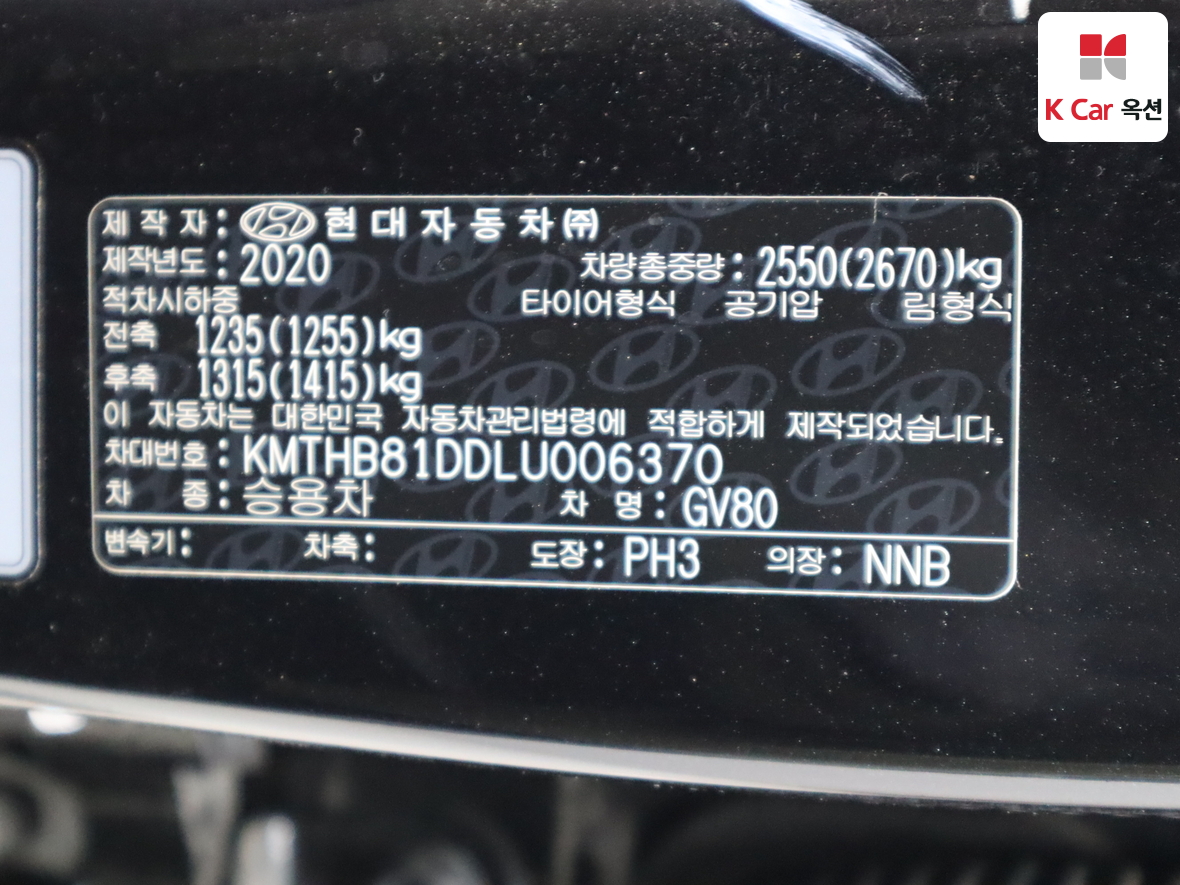 K Car 옥션
제 작 자 : 현 대 자 동 차 ㈜
제작년도 : 2020 차량총중량 : 2550(2670)kg
적차시하중 타이어형식 공기압 림형식
전축 1235(1255)kg
후축 1315(1415)kg
이 자동차는 대한민국 자동차관리법령에 적합하게 제작되었습니다.
차대번호 : KMTHB81DDLU006370
차 종 : 승용차 차 명 : GV80
변속기 : 차축 : 도장 : PH3 의장 : NNB